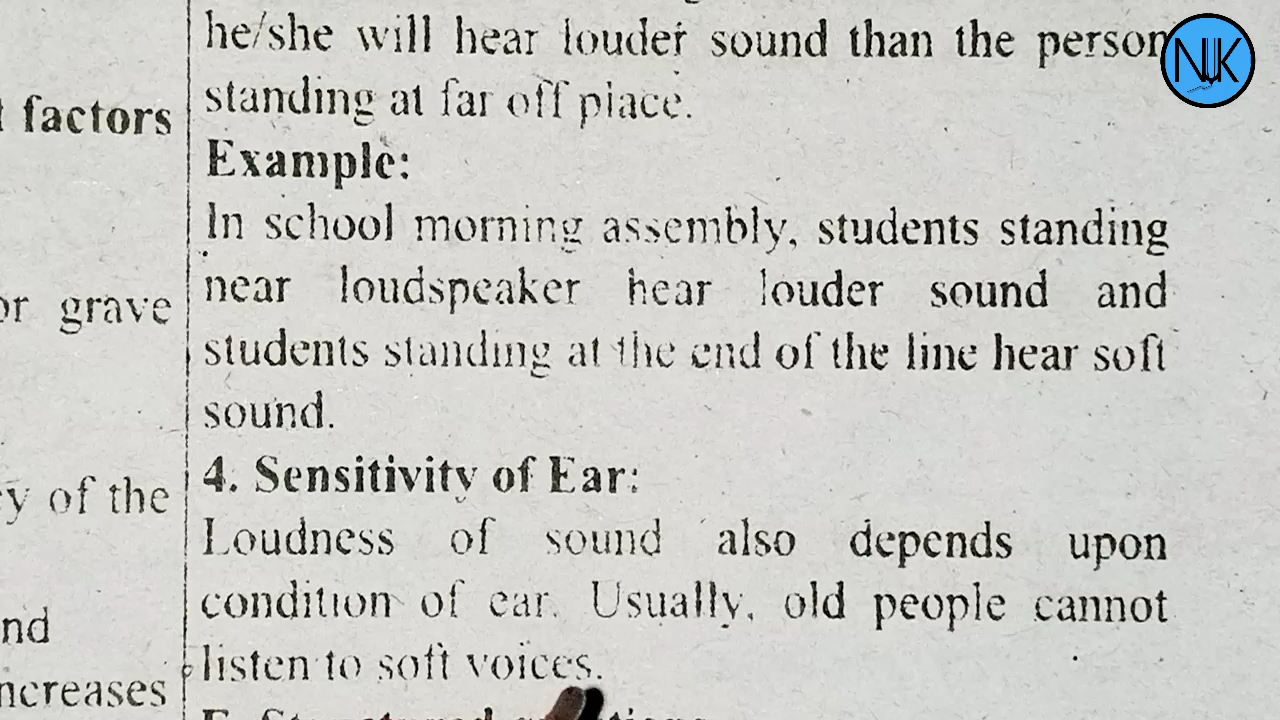 factors
or grave
y of the
nd
ncreases
he/she will hear louder sound than the person
standing at far off place.
Example:
In school morning assembly, students standing
near loudspeaker hear louder sound and
students standing at the end of the line hear soft
sound.
4. Sensitivity of Ear:
Loudness of sound also depends upon
condition of ear. Usually, old people cannot
listen to soft voices.
NK